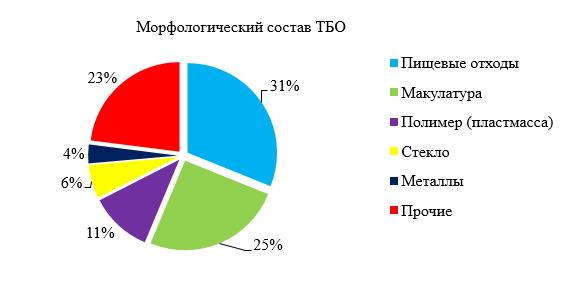 Морфологический состав ТБО
31%
25%
11%
6%
4%
23%
Пищевые отходы
Макулатура
Полимер (пластмасса)
Стекло
Металлы
Прочие